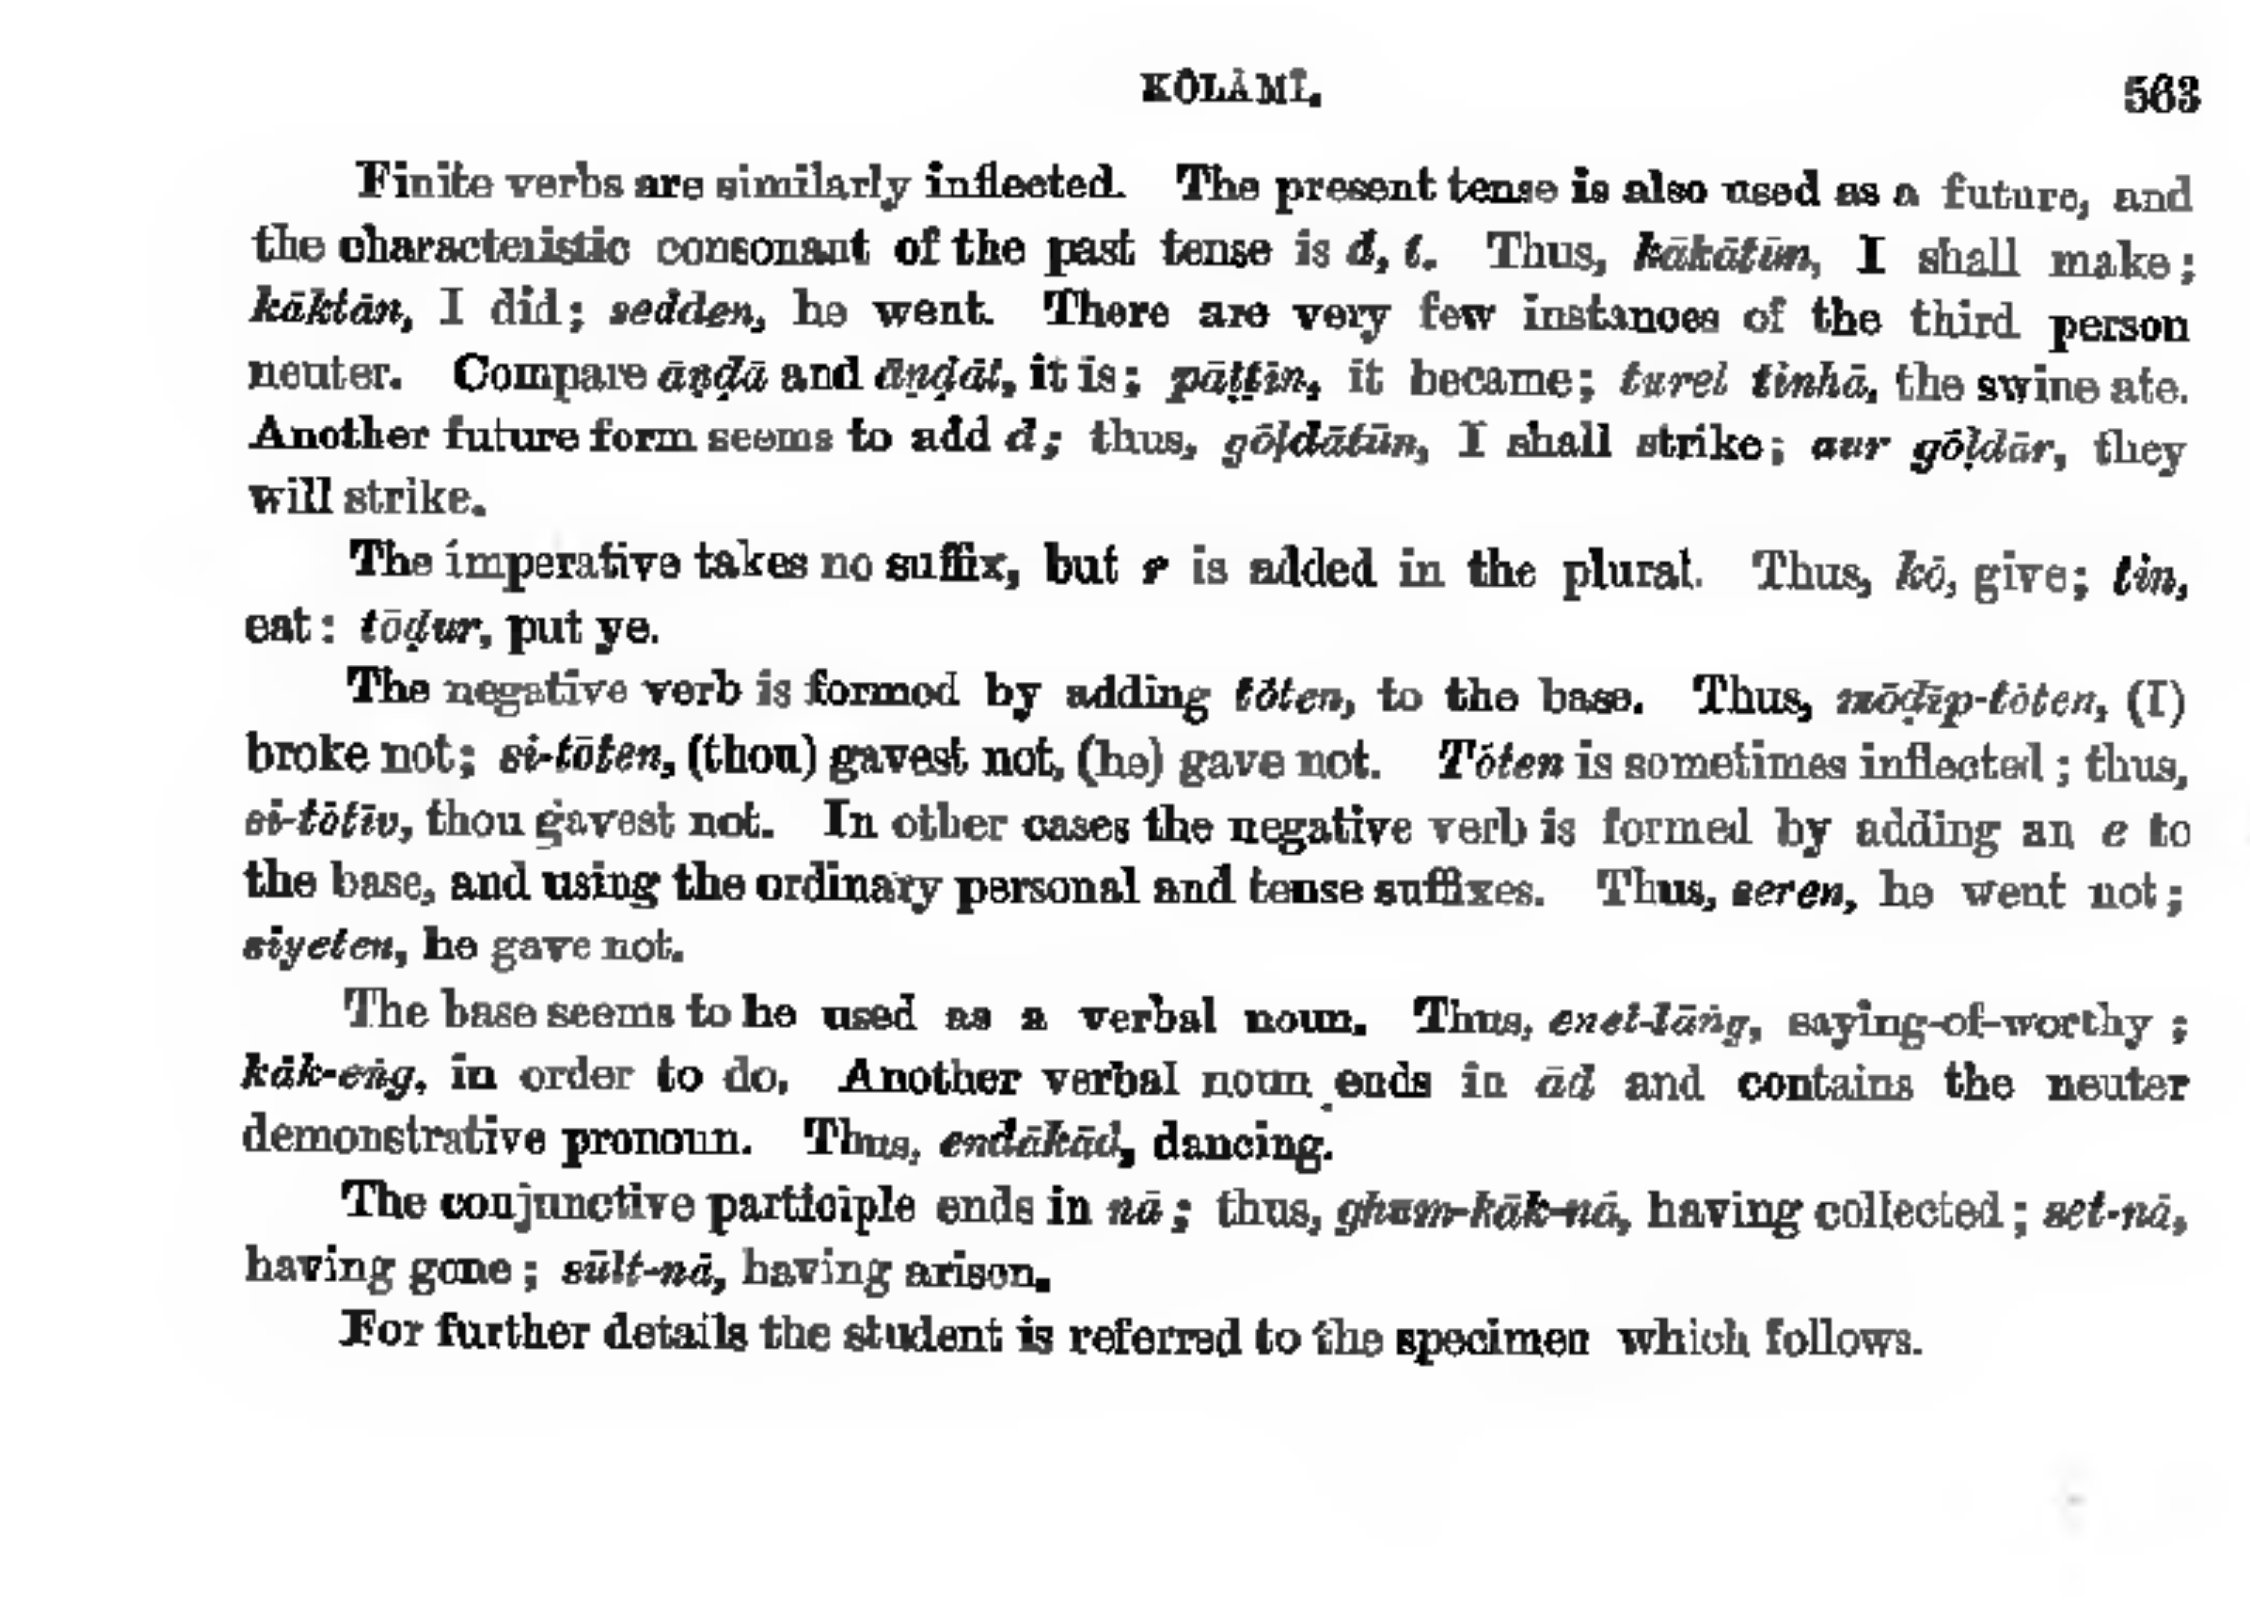 KŌLĀMĪ. 563
Finite verbs are similarly inflected. The present tense is also used as a future, and
the characteristic consonant of the past tense is d, t. Thus, kākātūn, I shall make;
kāktān, I did; sedden, he went. There are very few instances of the third person
neuter. Compare āṇḍā and āṇḍāt, it is; pāṭṭin, it became; turel tinhā, the swine ate.
Another future form seems to add d; thus, gōḷdātūn, I shall strike; aur gōḷdār, they
will strike.
The imperative takes no suffix, but r is added in the plural. Thus, kō, give; tin,
eat: tōḍur, put ye.
The negative verb is formed by adding tōten, to the base. Thus, mōḍīp-tōten, (I)
broke not; si-tōten, (thou) gavest not, (he) gave not. Tōten is sometimes inflected; thus,
si-tōtīv, thou gavest not. In other cases the negative verb is formed by adding an e to
the base, and using the ordinary personal and tense suffixes. Thus, seren, he went not;
siyeten, he gave not.
The base seems to be used as a verbal noun. Thus, enet-lāṅg, saying-of-worthy;
kāk-eṅg, in order to do. Another verbal noun ends in ād and contains the neuter
demonstrative pronoun. Thus, endākād, dancing.
The conjunctive participle ends in nā; thus, ghum-kāk-nā, having collected; set-nā,
having gone; sūlt-nā, having arisen.
For further details the student is referred to the specimen which follows.